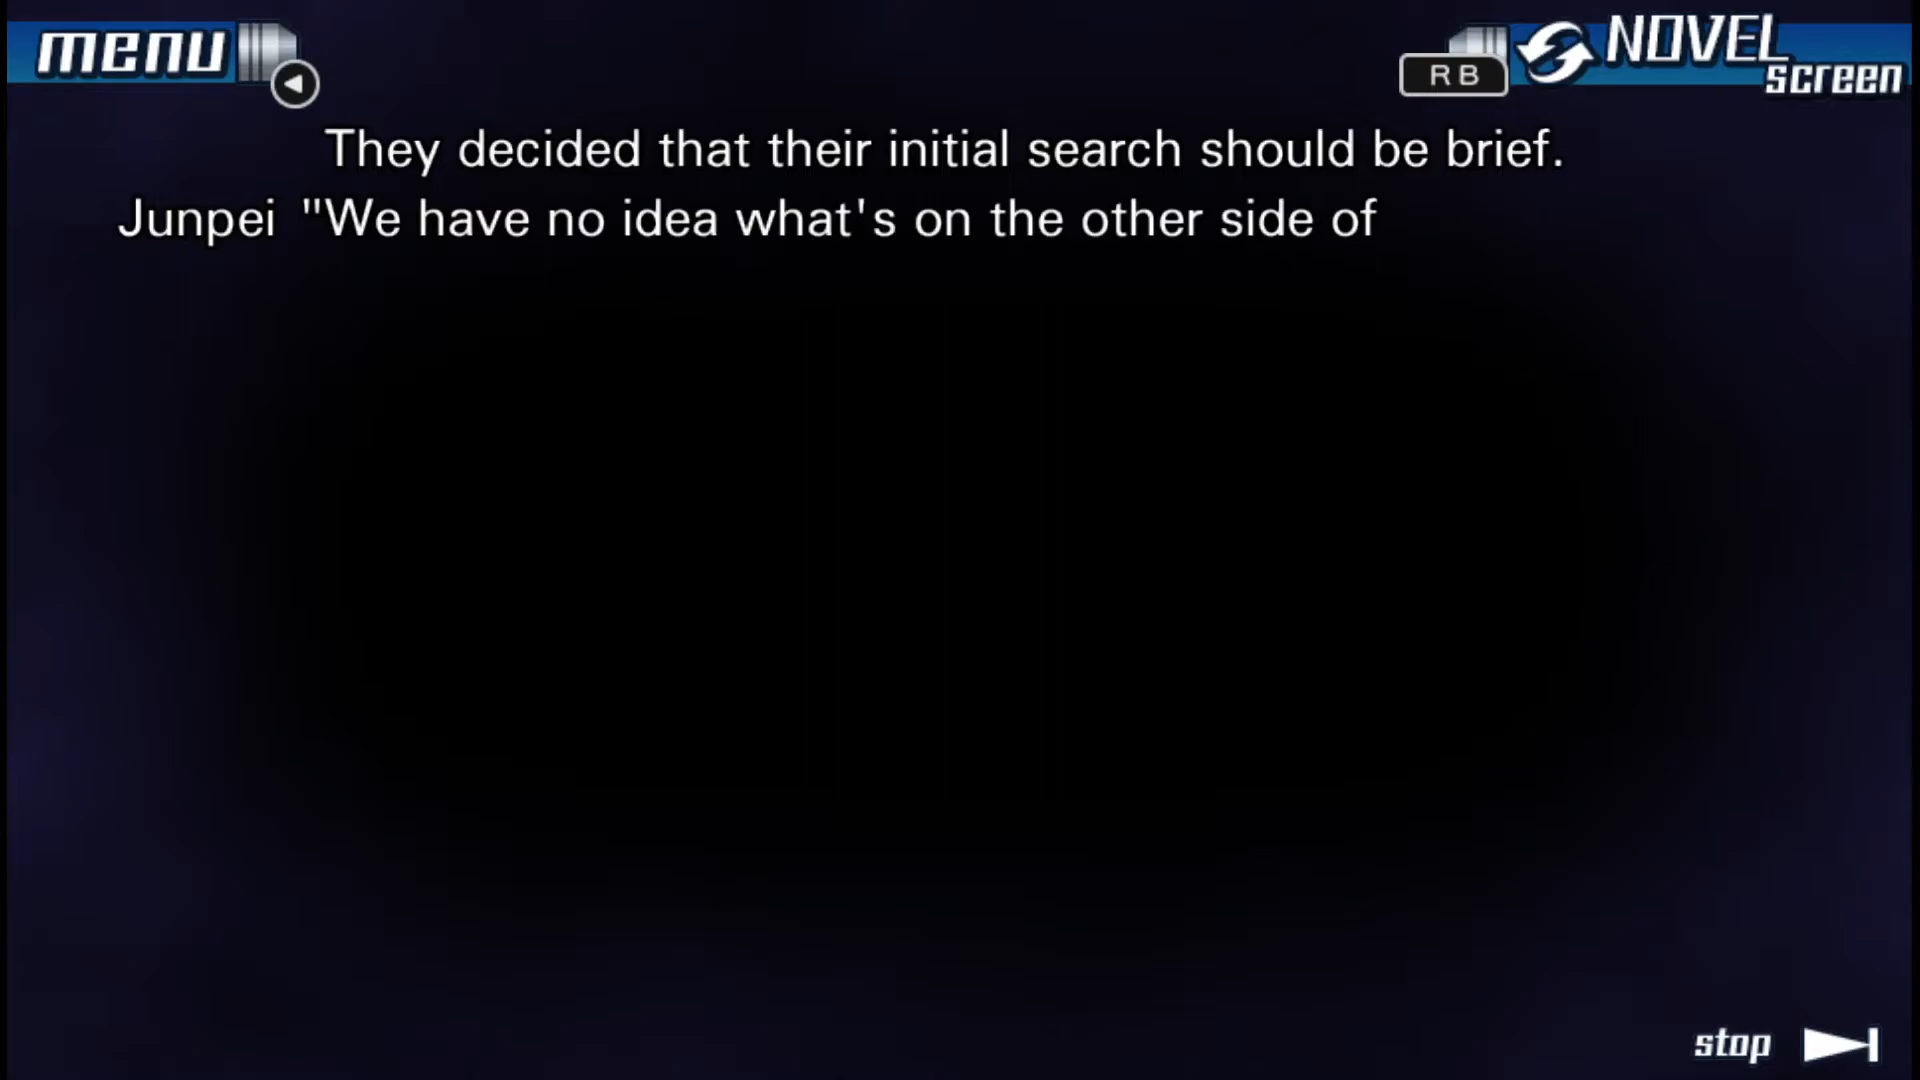 menu
RB
NOVEL
screen
They decided that their initial search should be brief.
Junpei "We have no idea what's on the other side of
stop